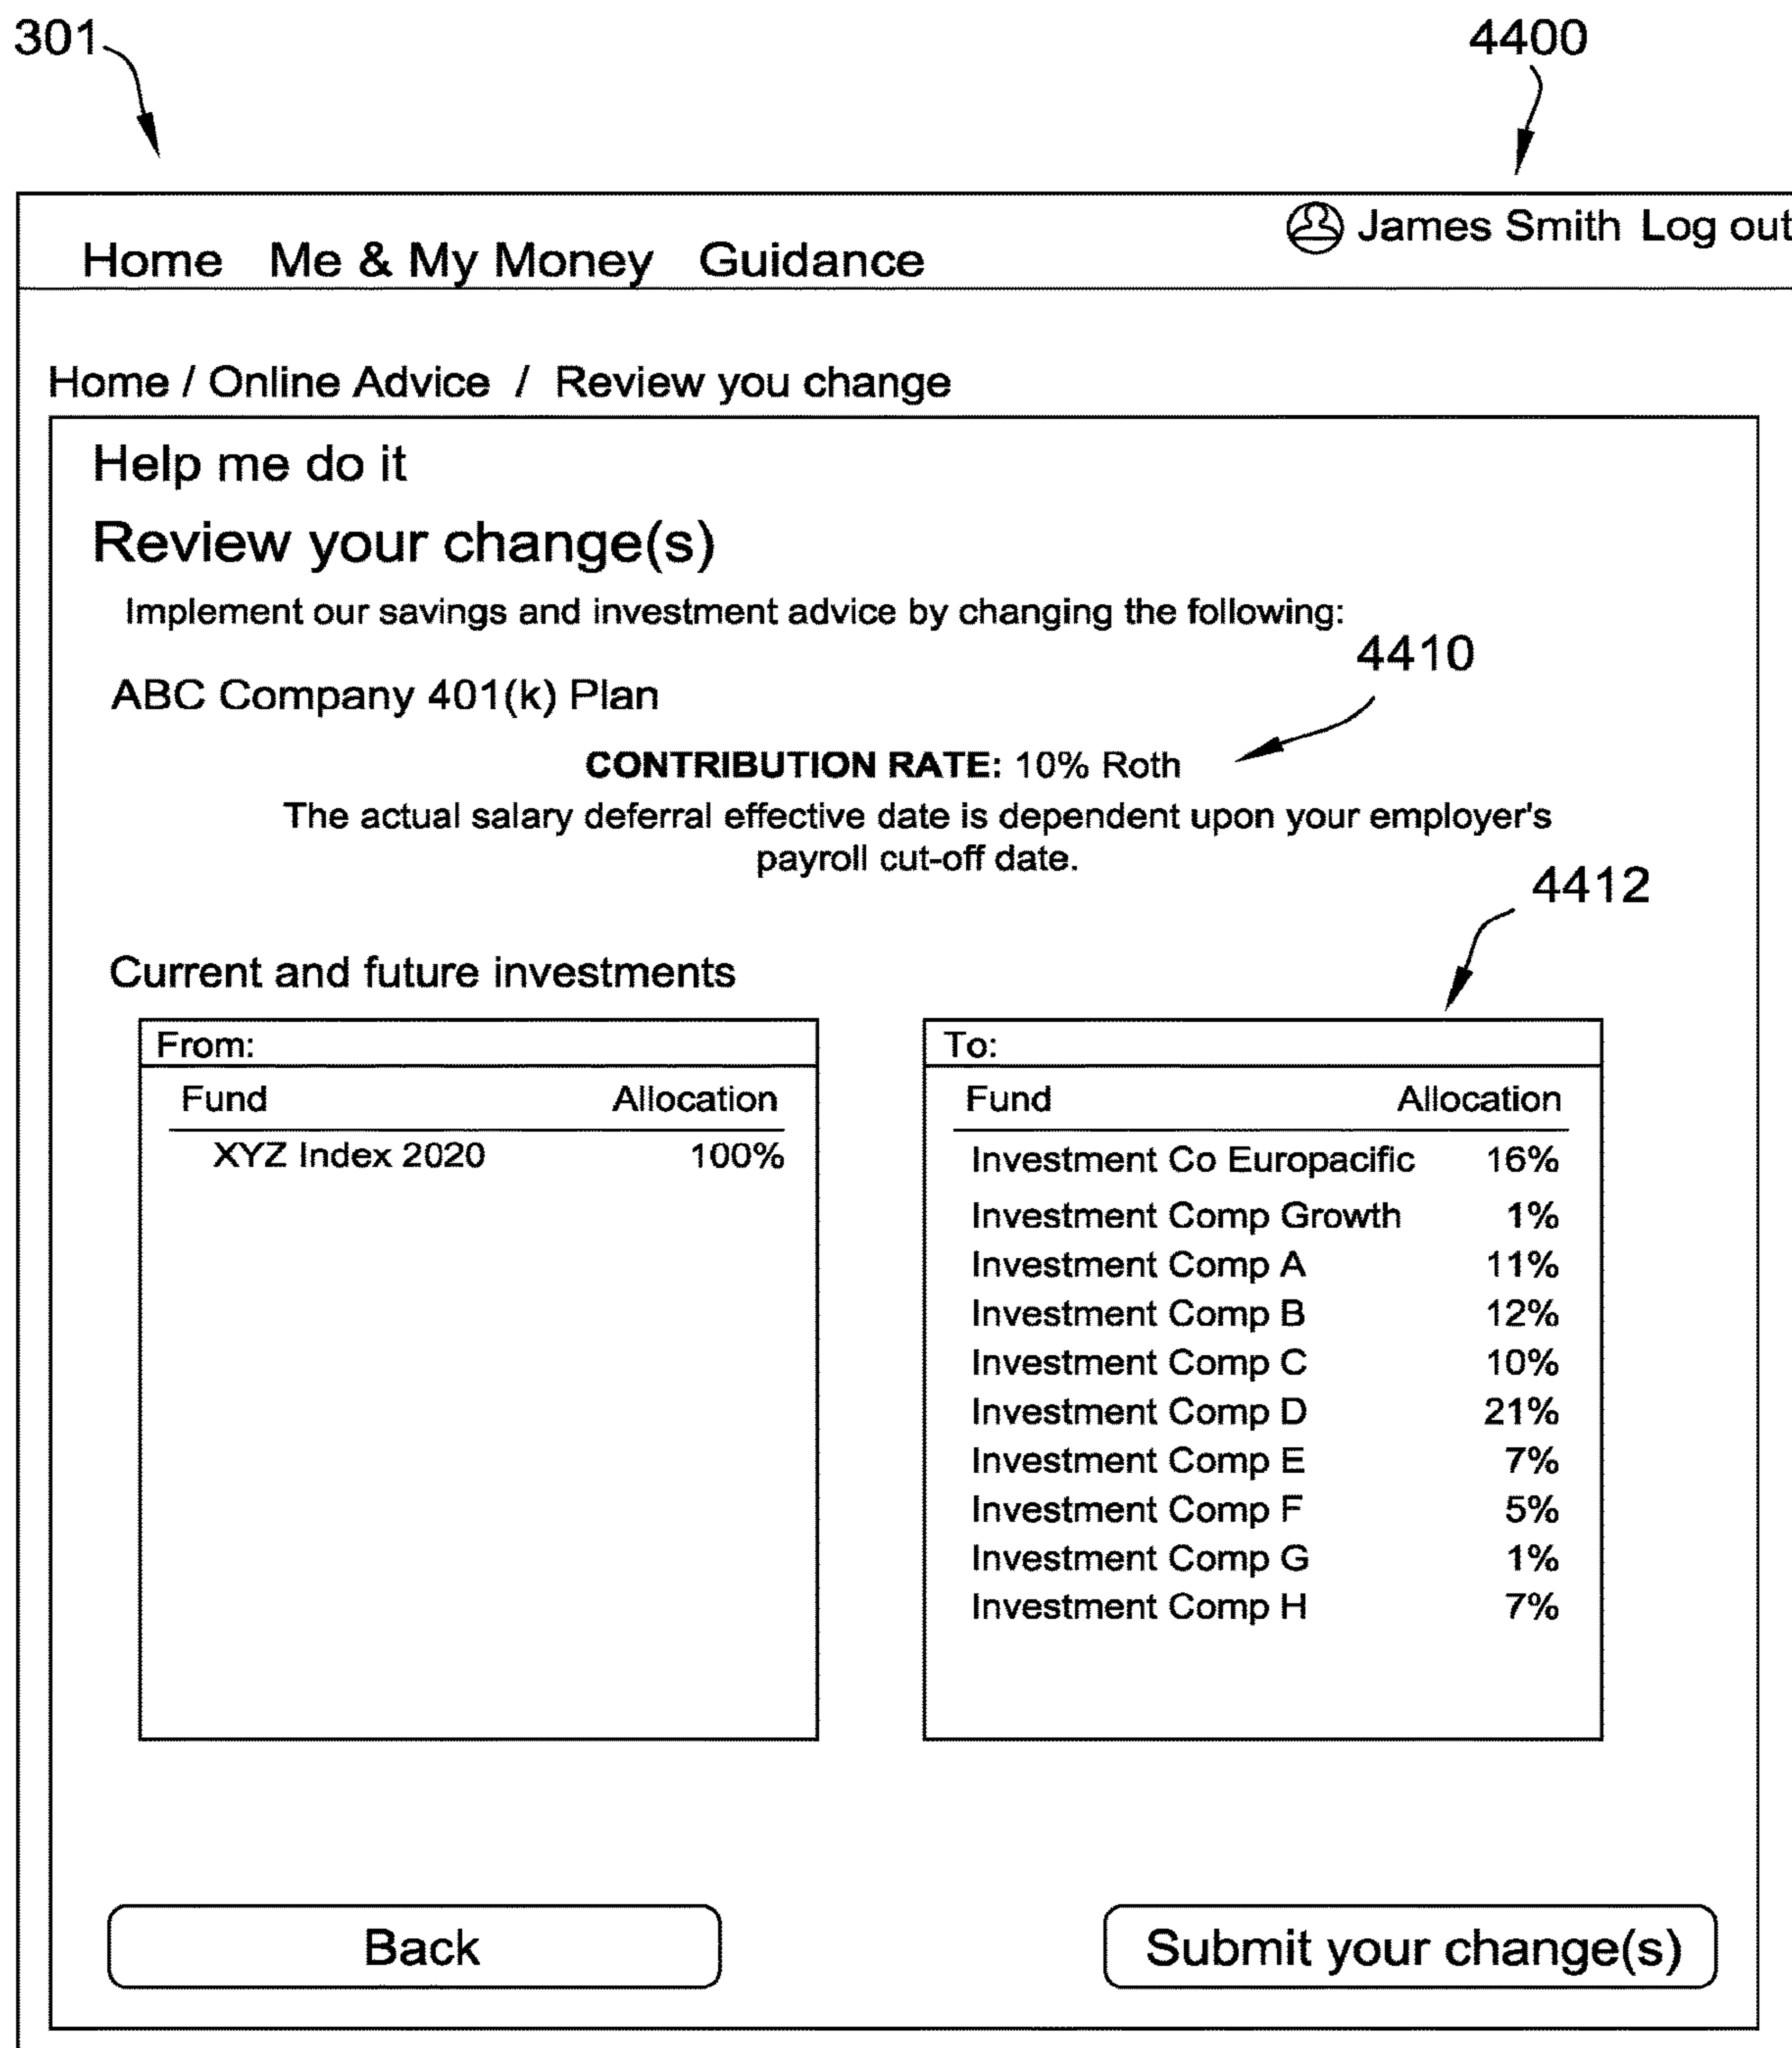 301
4400
James Smith Log out
Home Me & My Money Guidance
Home / Online Advice / Review you change
Help me do it
Review your change(s)
Implement our savings and investment advice by changing the following:
4410
ABC Company 401(k) Plan
CONTRIBUTION RATE: 10% Roth
The actual salary deferral effective date is dependent upon your employer's
payroll cut-off date.
4412
Current and future investments
From:
Fund Allocation
XYZ Index 2020 100%
To:
Fund Allocation
Investment Co Europacific 16%
Investment Comp Growth 1%
Investment Comp A 11%
Investment Comp B 12%
Investment Comp C 10%
Investment Comp D 21%
Investment Comp E 7%
Investment Comp F 5%
Investment Comp G 1%
Investment Comp H 7%
Back
Submit your change(s)